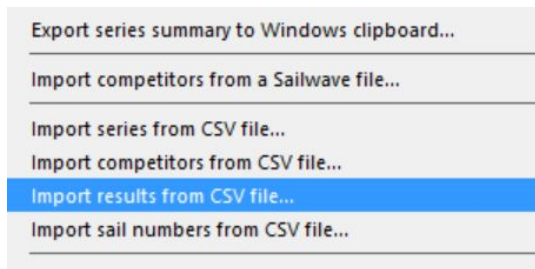 Export series summary to Windows clipboard...
Import competitors from a Sailwave file...
Import series from CSV file...
Import competitors from CSV file...
Import results from CSV file...
Import sail numbers from CSV file...